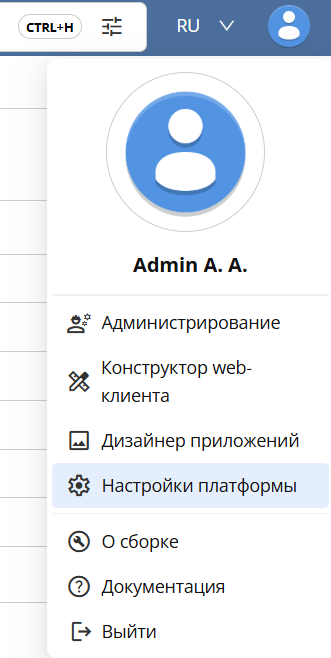 CTRL+H
RU
Admin A. A.
Администрирование
Конструктор web-
клиента
Дизайнер приложений
Настройки платформы
О сборке
Документация
Выйти